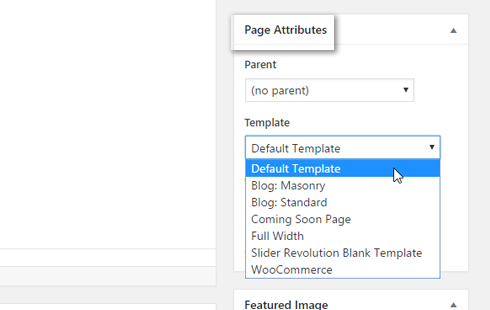 Page Attributes
Parent
(no parent)
Template
Default Template
Default Template
Blog: Masonry
Blog: Standard
Coming Soon Page
Full Width
Slider Revolution Blank Template
WooCommerce
Featured Image